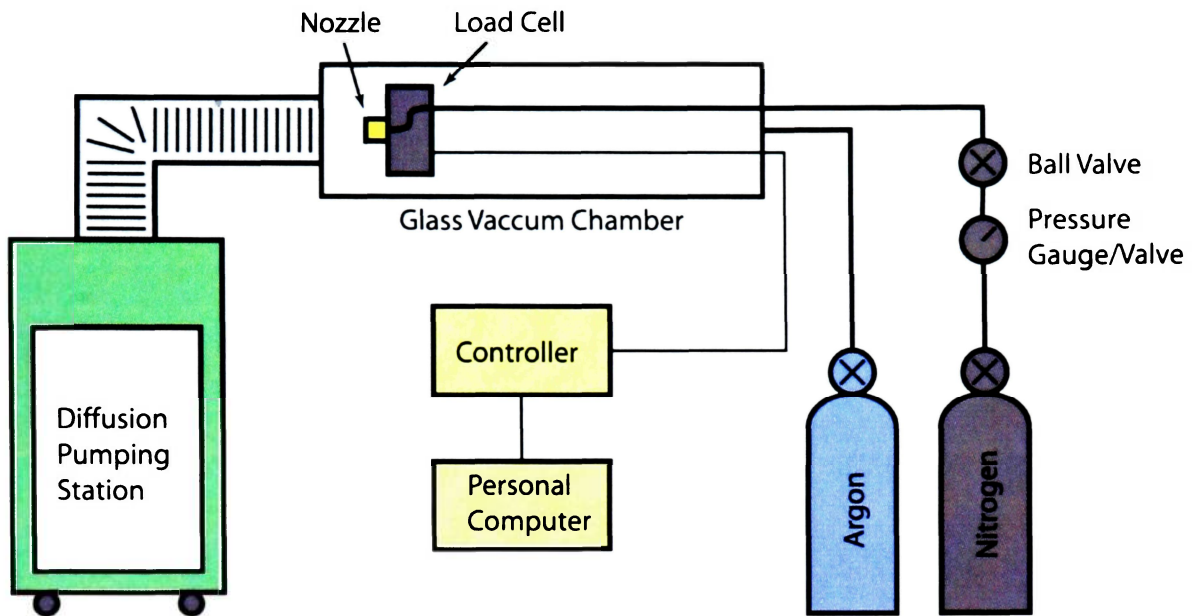 Nozzle
Load Cell
Glass Vaccum Chamber
Ball Valve
Pressure
Gauge/Valve
Controller
Personal
Computer
Diffusion
Pumping
Station
Argon
Nitrogen